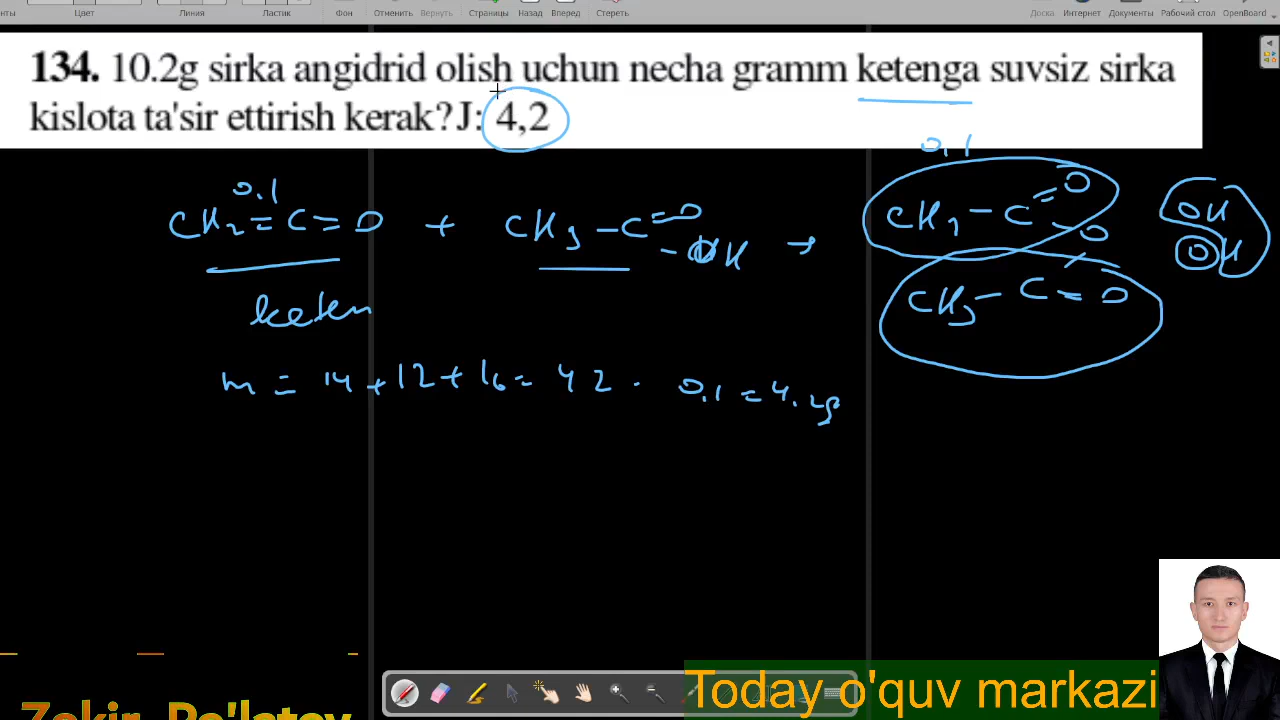 Цвет Линия Ластик Фон Отменить Вернуть Страницы Назад Вперед Стереть Доска Интернет Документы Рабочий стол OpenBoard
134. 10.2g sirka angidrid olish uchun necha gramm ketenga suvsiz sirka
kislota ta'sir ettirish kerak? J: 4,2
0,1
0,1
CH2=C=O + CH3-C=O →
-OH
CH3-C=O
-O
CH3-C=O
OH
OH
keten
m = 14+12+16 = 42 · 0,1 = 4.2g
Today o'quv markazi